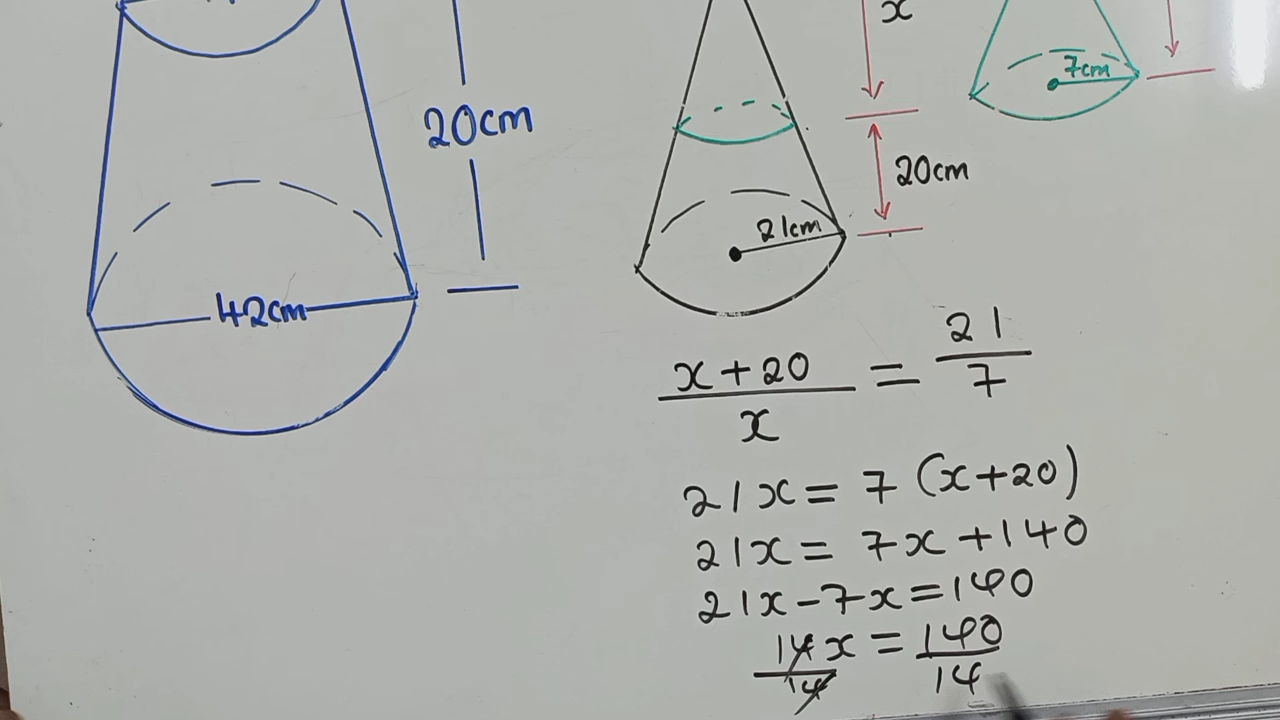 20cm
42cm
x
20cm
21cm
7cm
x+20 / x = 21 / 7
21x = 7 (x+20)
21x = 7x +140
21x-7x=140
14x / 14 = 140 / 14